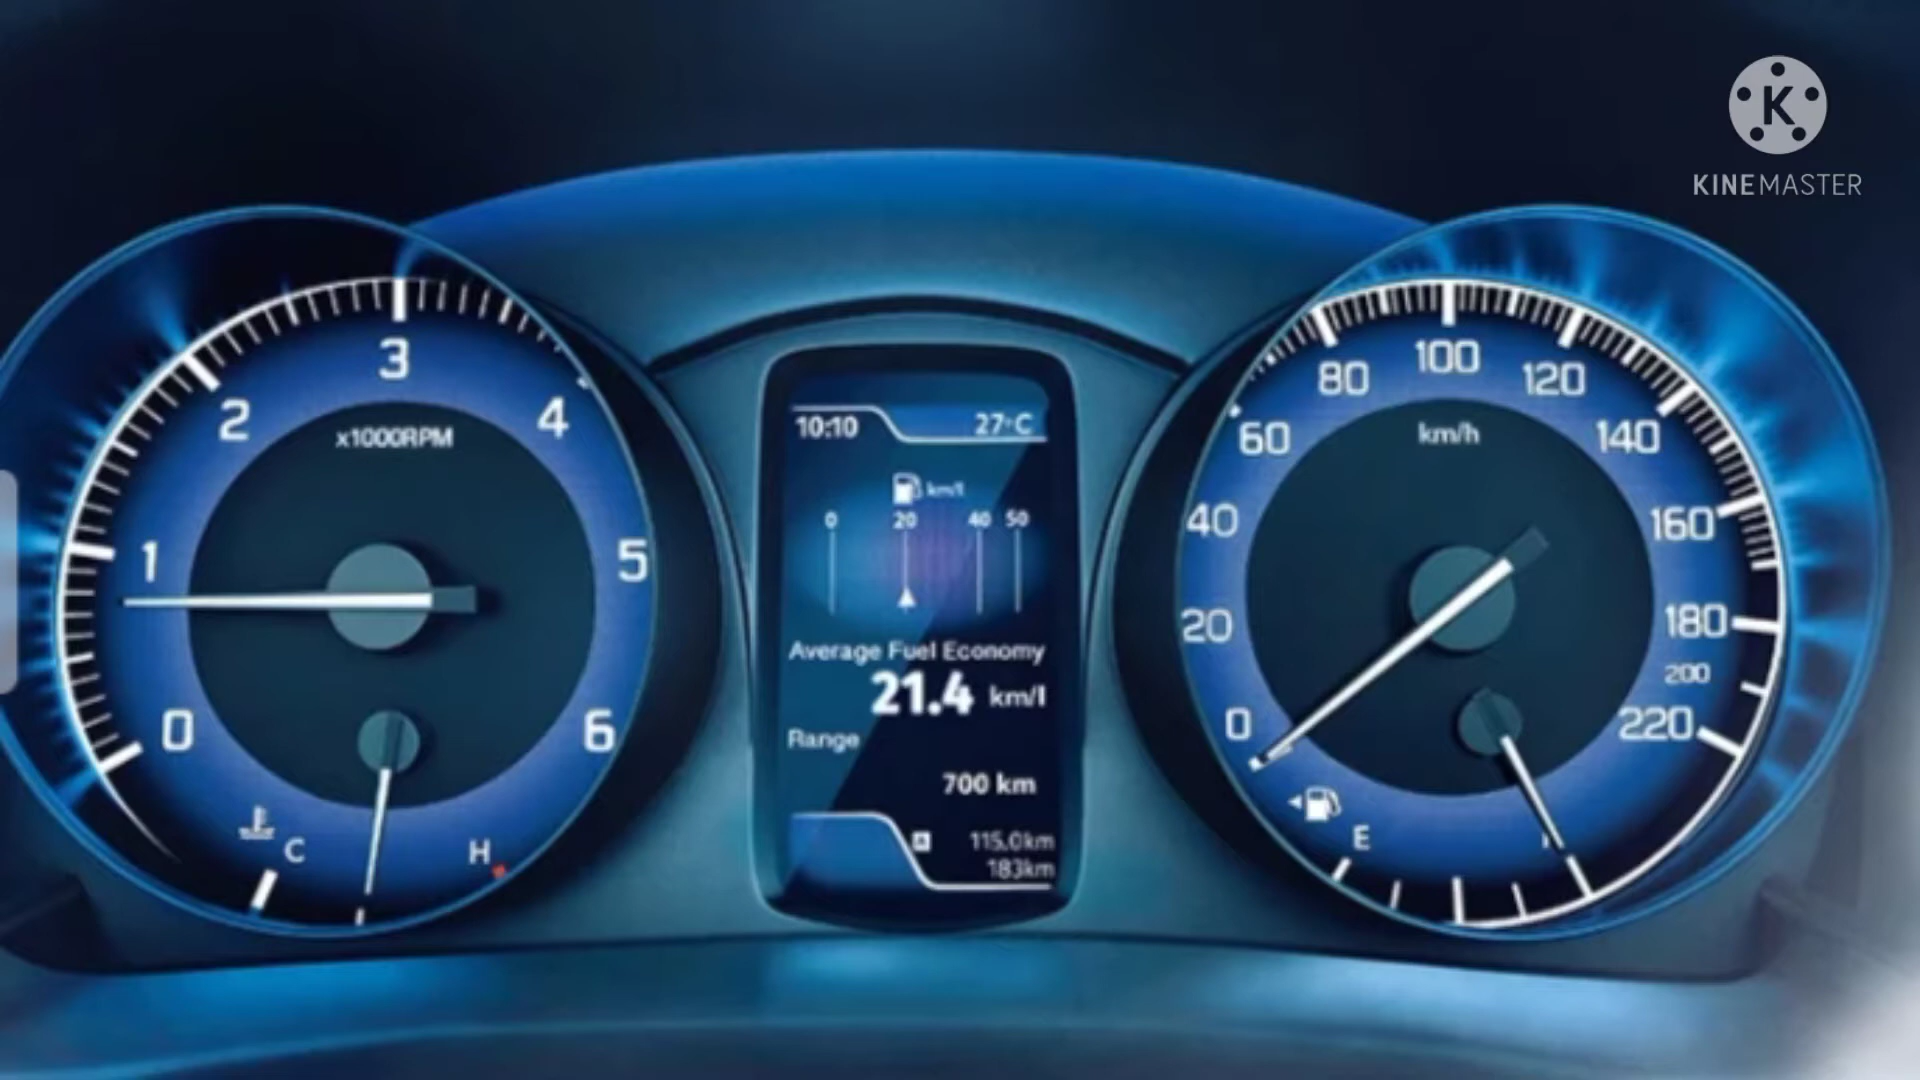 KINEMASTER
3
2
4
x1000RPM
1
5
0
6
C
H
10:10 27°C
km/l
0 20 40 50
Average Fuel Economy
21.4 km/l
Range
700 km
A 115.0km
183km
100
80
120
60
km/h
140
40
160
20
180
200
0
220
E